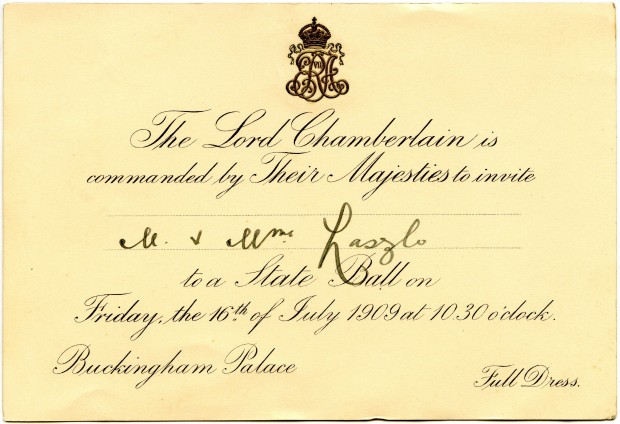 The Lord Chamberlain is
commanded by Their Majesties to invite
M. & Mme Laszlo
to a State Ball on
Friday, the 16th of July 1909 at 10.30 o'clock.
Buckingham Palace
Full Dress.